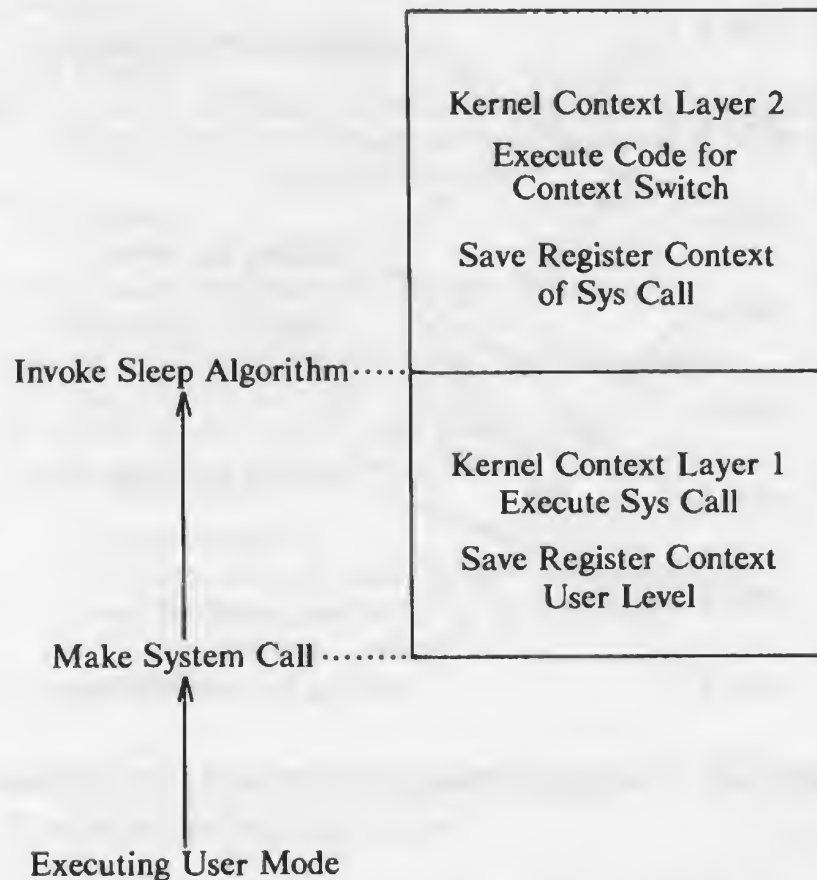 Kernel Context Layer 2
Execute Code for
Context Switch
Save Register Context
of Sys Call
Invoke Sleep Algorithm
Kernel Context Layer 1
Execute Sys Call
Save Register Context
User Level
Make System Call
Executing User Mode